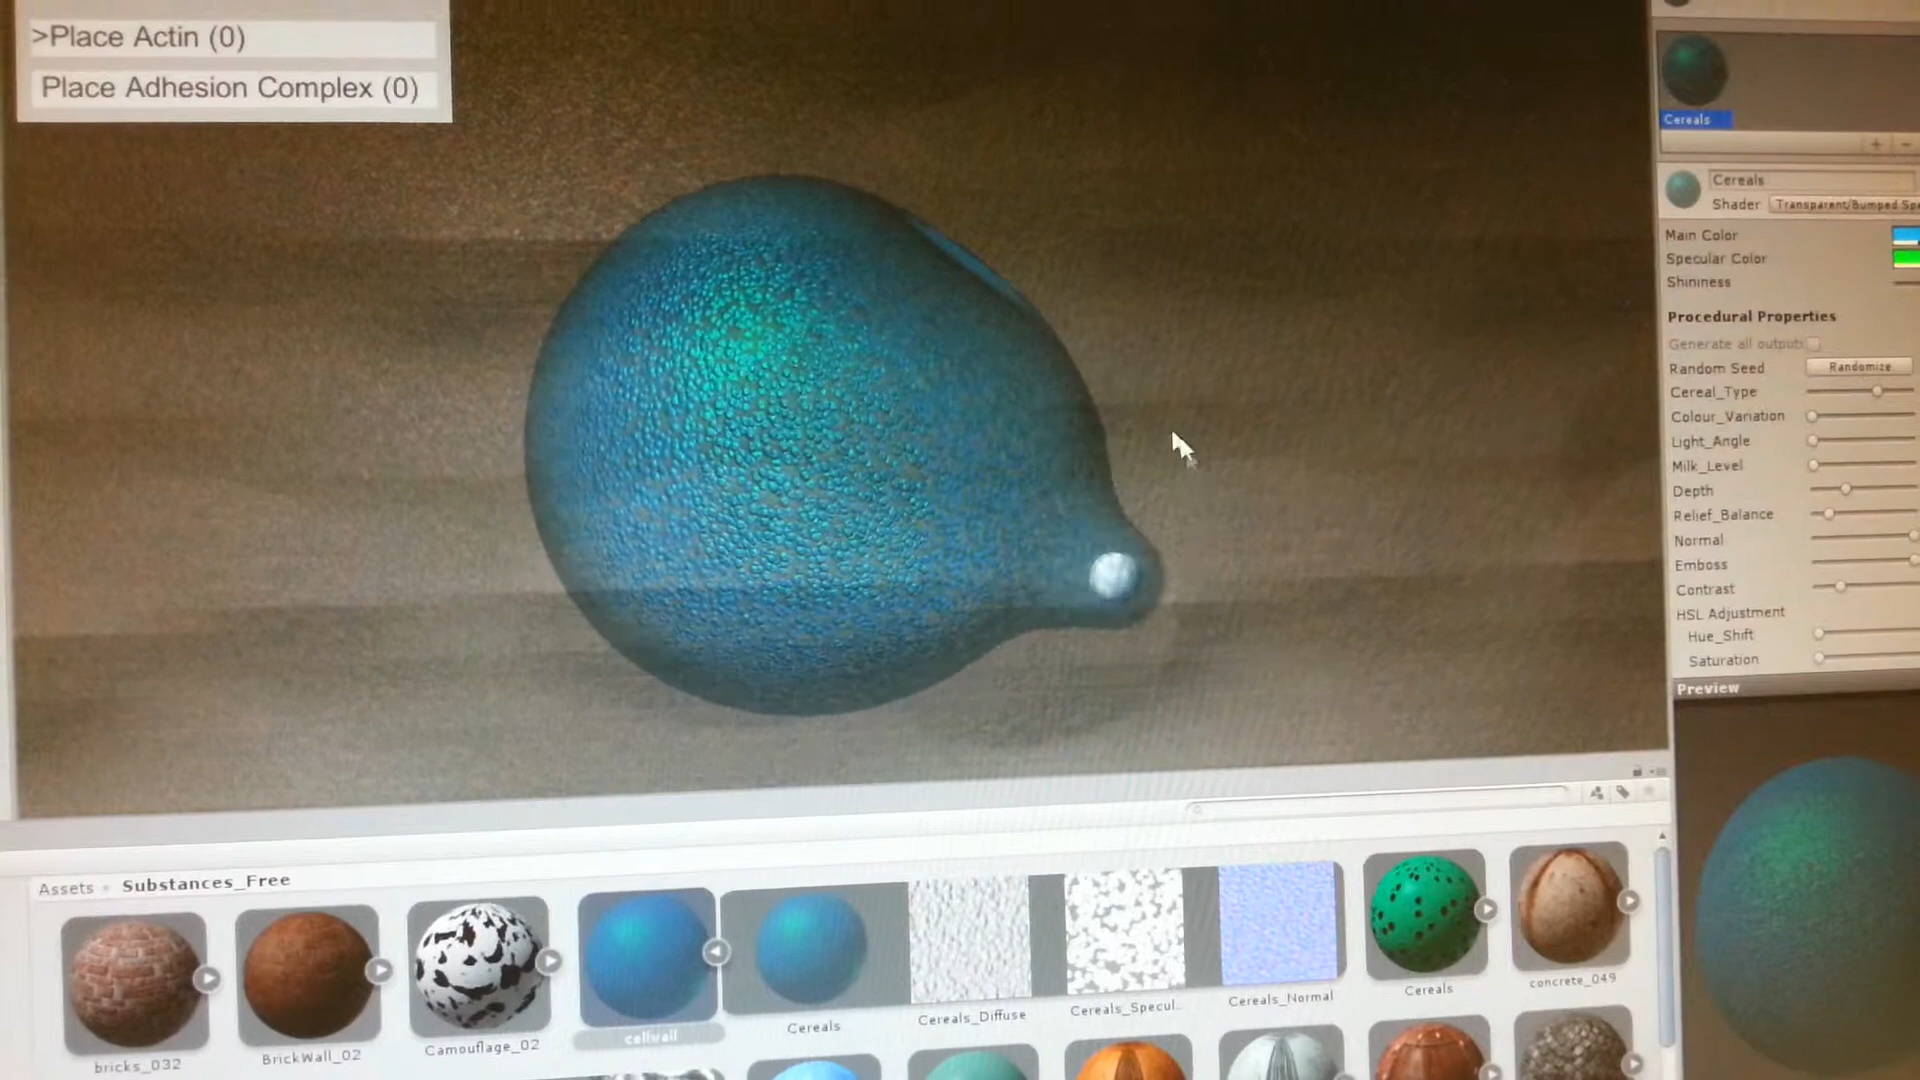 >Place Actin (0)
Place Adhesion Complex (0)
Cereals
Cereals
Shader
Main Color
Specular Color
Shininess
Procedural Properties
Generate all outputs
Random Seed
Randomize
Cereal_Type
Colour_Variation
Light_Angle
Milk_Level
Depth
Relief_Balance
Normal
Emboss
Contrast
HSL Adjustment
Hue_Shift
Saturation
Preview
Assets
Substances_Free
bricks_032
BrickWall_02
Camouflage_02
cellwall
Cereals
Cereals_Diffuse
Cereals_Specul..
Cereals_Normal
Cereals
concrete_049